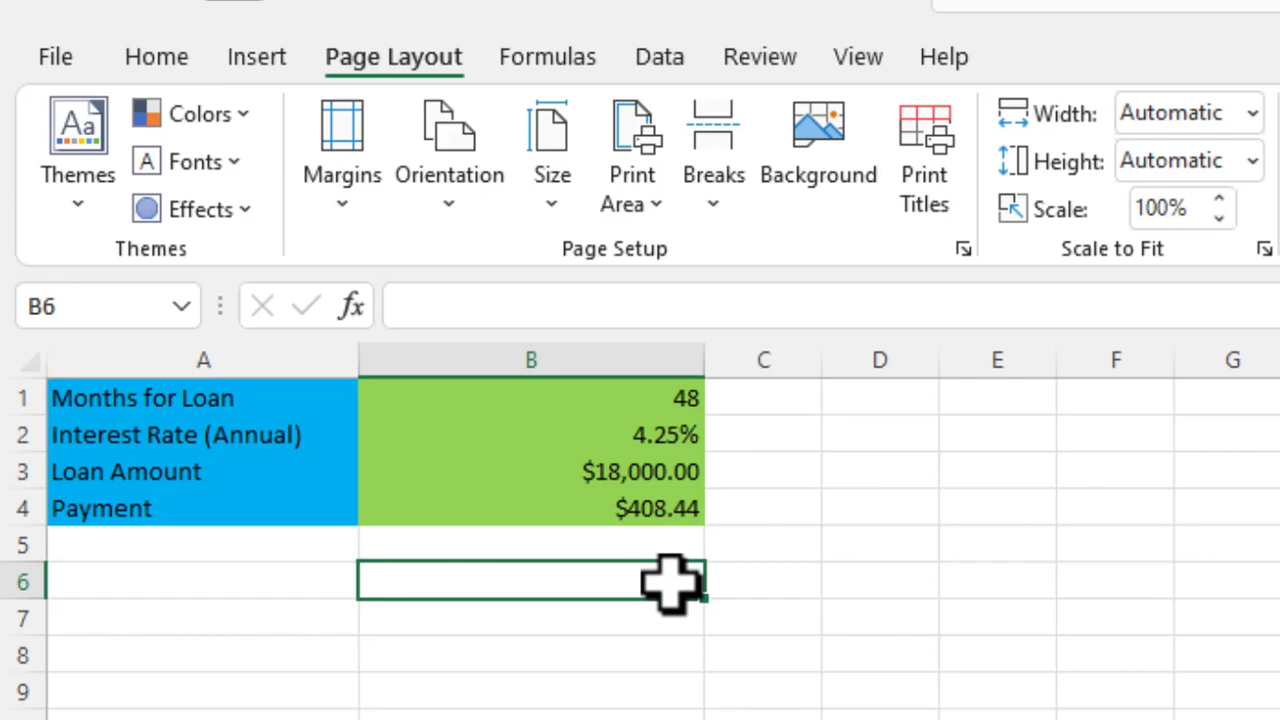 File Home Insert Page Layout Formulas Data Review View Help
Aa Colors Width: Automatic
A Fonts Height: Automatic
Themes Margins Orientation Size Print Area Breaks Background Print Titles
Effects Scale: 100%
Themes Page Setup Scale to Fit
B6 fx
A B C D E F G
1 Months for Loan 48
2 Interest Rate (Annual) 4.25%
3 Loan Amount $18,000.00
4 Payment $408.44
5
6
7
8
9